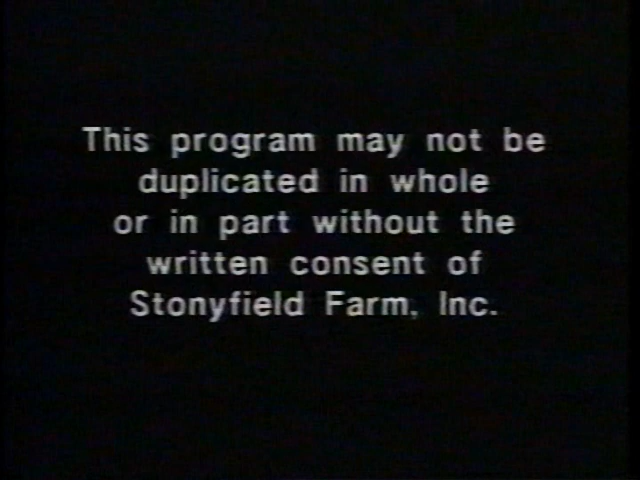 This program may not be
duplicated in whole
or in part without the
written consent of
Stonyfield Farm, Inc.